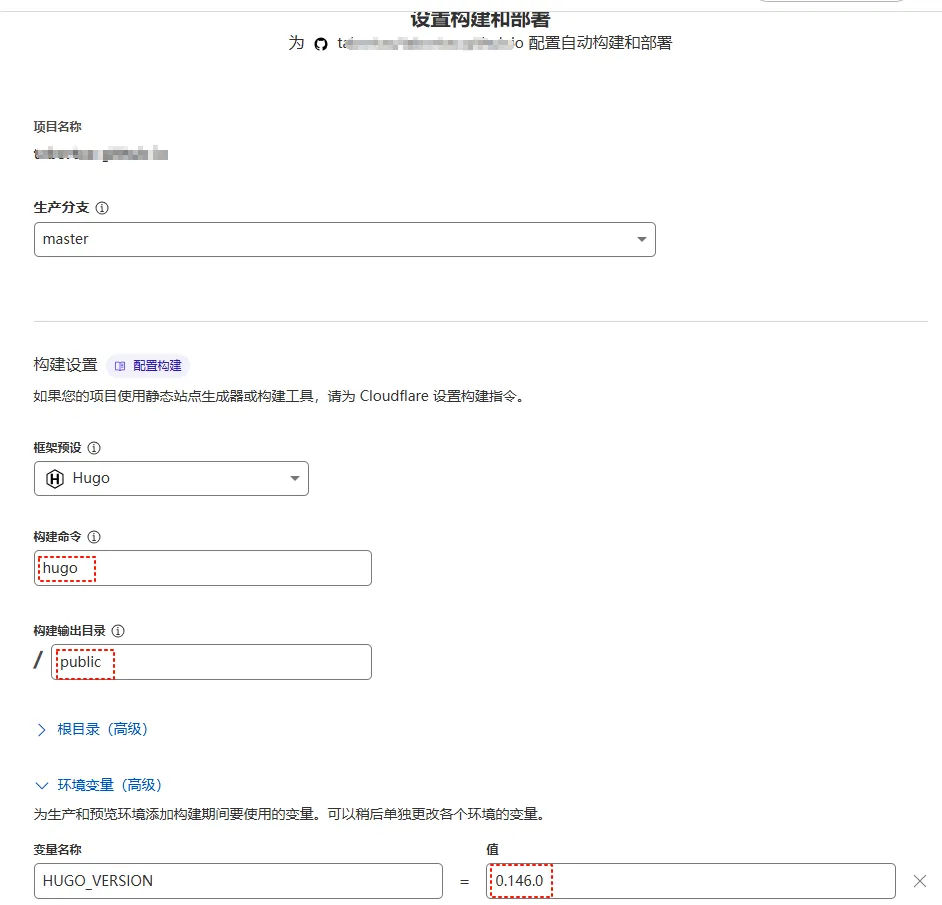 设置构建和部署
为 配置自动构建和部署
项目名称
生产分支
master
构建设置 配置构建
如果您的项目使用静态站点生成器或构建工具，请为 Cloudflare 设置构建指令。
框架预设
Hugo
构建命令
hugo
构建输出目录
/ public
根目录（高级）
环境变量（高级）
为生产和预览环境添加构建期间要使用的变量。可以稍后单独更改各个环境的变量。
变量名称 值
HUGO_VERSION = 0.146.0